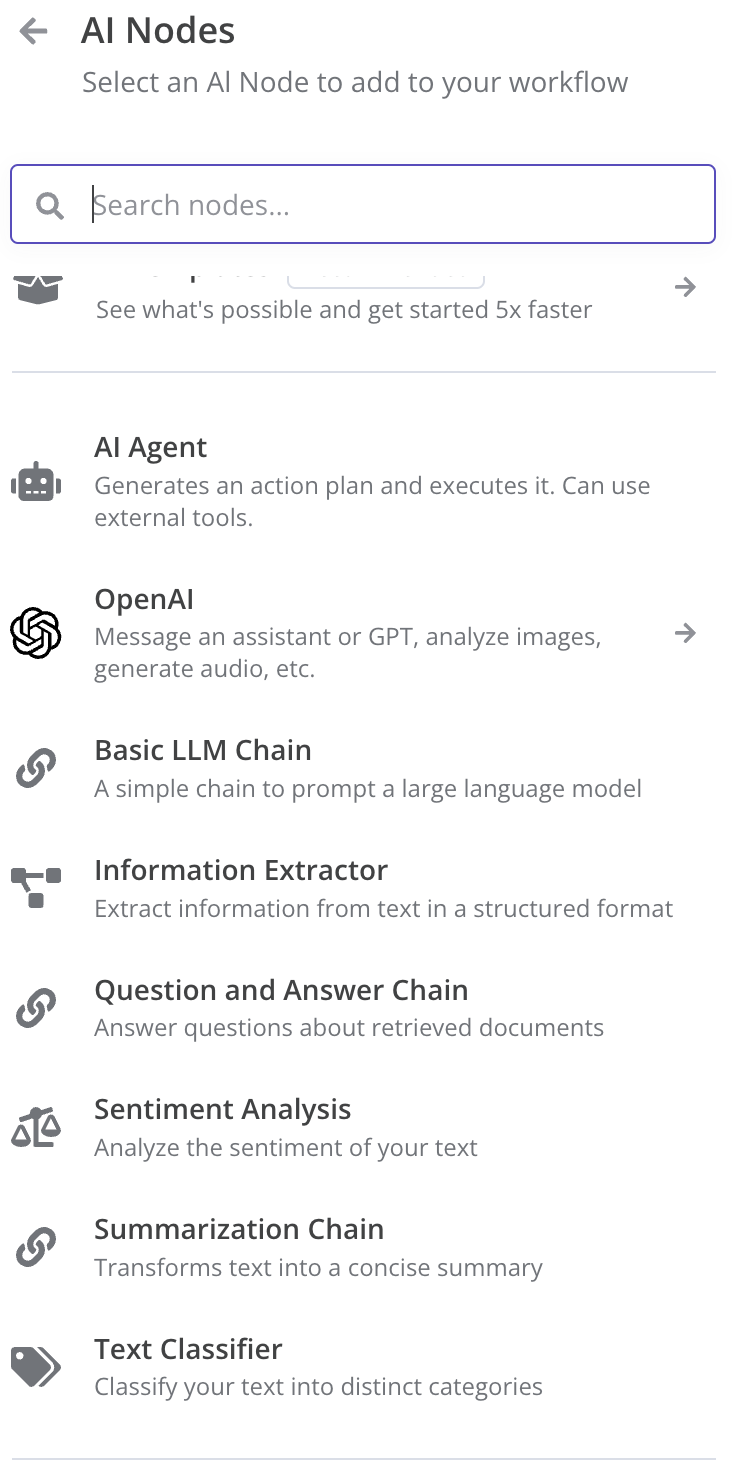 AI Nodes
Select an AI Node to add to your workflow
Search nodes...
See what's possible and get started 5x faster
AI Agent
Generates an action plan and executes it. Can use
external tools.
OpenAI
Message an assistant or GPT, analyze images,
generate audio, etc.
Basic LLM Chain
A simple chain to prompt a large language model
Information Extractor
Extract information from text in a structured format
Question and Answer Chain
Answer questions about retrieved documents
Sentiment Analysis
Analyze the sentiment of your text
Summarization Chain
Transforms text into a concise summary
Text Classifier
Classify your text into distinct categories